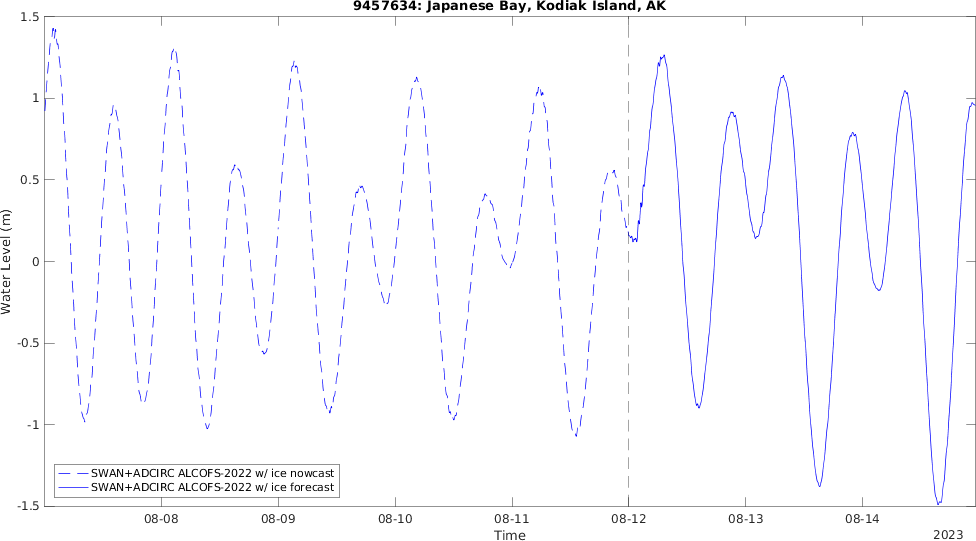 9457634: Japanese Bay, Kodiak Island, AK
1.5
1
0.5
0
-0.5
-1
-1.5
Water Level (m)
SWAN+ADCIRC ALCOFS-2022 w/ ice nowcast
SWAN+ADCIRC ALCOFS-2022 w/ ice forecast
08-08 08-09 08-10 08-11 08-12 08-13 08-14
Time
2023